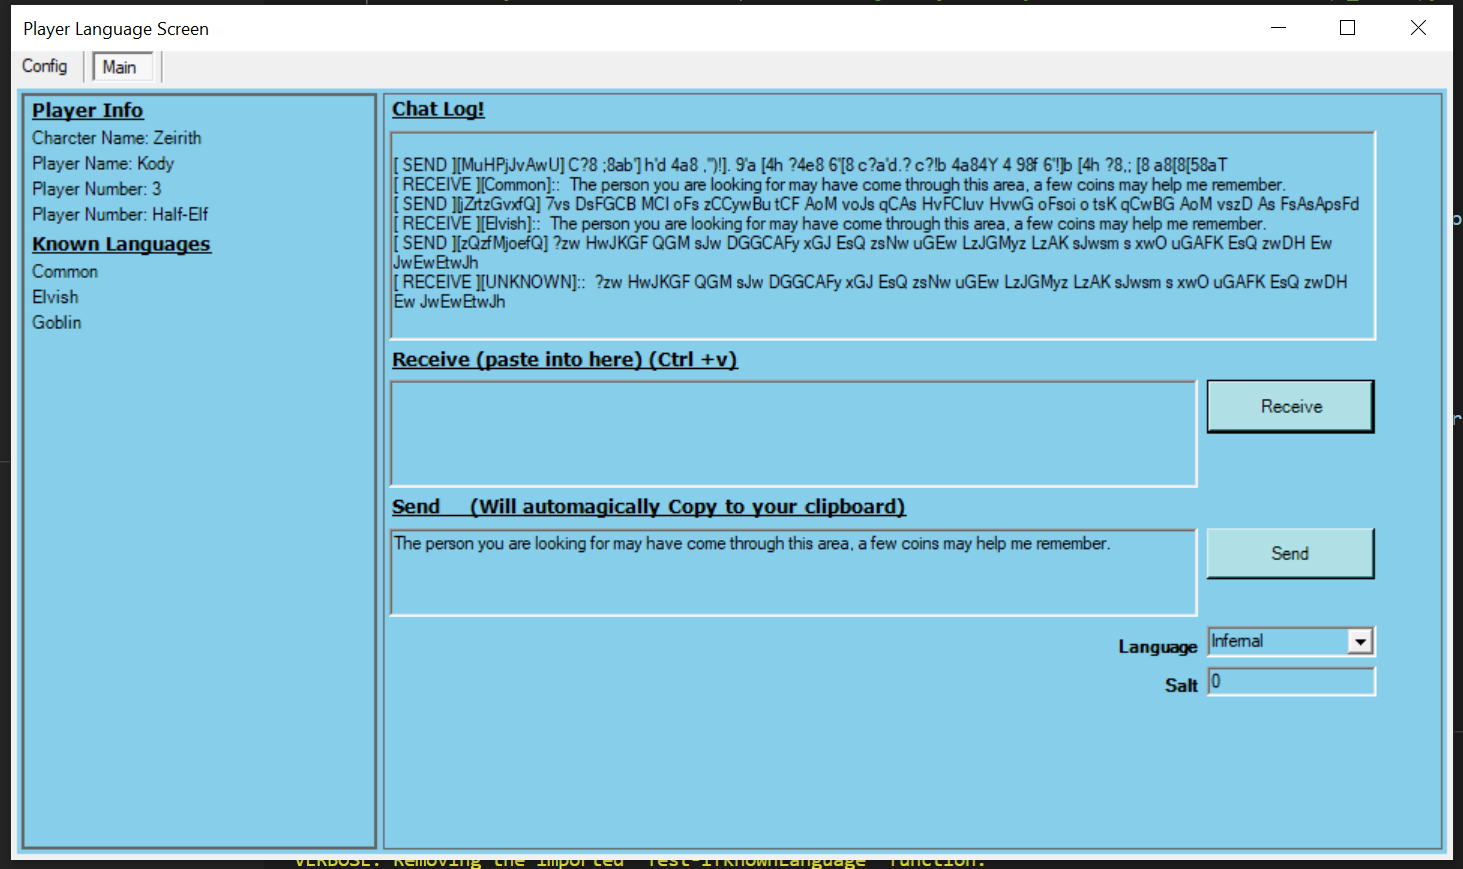 Player Language Screen
Config
Main
Player Info
Charcter Name: Zeirith
Player Name: Kody
Player Number: 3
Player Number: Half-Elf
Known Languages
Common
Elvish
Goblin
Chat Log!
[ SEND ][MuHPjJvAwU] C?8 ;8ab'] h'd 4a8 ,")!]. 9'a [4h ?4e8 6'[8 c?a'd.? c?!b 4a84Y 4 98f 6'!]b [4h ?8,; [8 a8[8[58aT
[ RECEIVE ][Common]::  The person you are looking for may have come through this area, a few coins may help me remember.
[ SEND ][jZrtzGvxfQ] 7vs DsFGCB MCI oFs zCCywBu tCF AoM voJs qCAs HvFCIuv HvwG oFsoi o tsK qCwBG AoM vszD As FsAsApsFd
[ RECEIVE ][Elvish]::  The person you are looking for may have come through this area, a few coins may help me remember.
[ SEND ][zQzfMjoefQ] ?zw HwJKGF QGM sJw DGGCAFy xGJ EsQ zsNw uGEw LzJGMyz LzAK sJwsm s xwO uGAFK EsQ zwDH Ew
JwEwEtwJh
[ RECEIVE ][UNKNOWN]::  ?zw HwJKGF QGM sJw DGGCAFy xGJ EsQ zsNw uGEw LzJGMyz LzAK sJwsm s xwO uGAFK EsQ zwDH
Ew JwEwEtwJh
Receive (paste into here) (Ctrl +v)
Receive
Send    (Will automagically Copy to your clipboard)
The person you are looking for may have come through this area, a few coins may help me remember.
Send
Language
Infernal
Salt
0
VERBOSE: Removing the imported "Test-IfKnownLanguage" function.